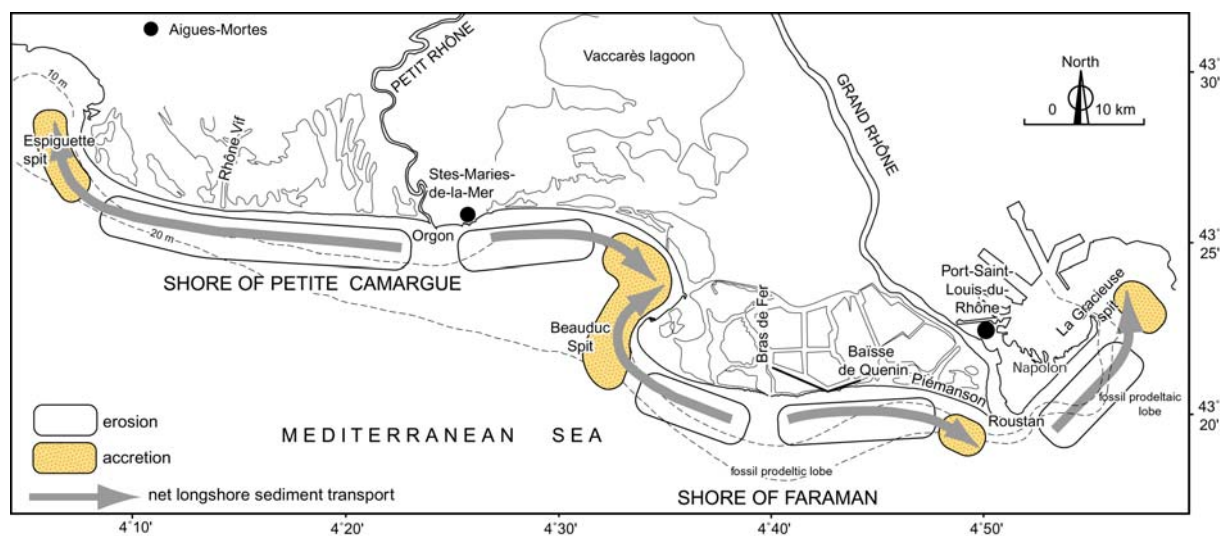 Aigues-Mortes
10 m
PETIT RHÔNE
Vaccarès lagoon
GRAND RHÔNE
North
0 10 km
43°
30'
Espiguette
spit
Rhône Vif
Stes-Maries-
de-la-Mer
20 m
Orgon
43°
25'
SHORE OF PETITE CAMARGUE
Port-Saint-
Louis-du-
Rhône
La Gracieuse
spit
Beauduc
Spit
Bras de Fer
Baïsse
de Quenin
Piémanson
Napolon
Roustan
fossil prodeltaic
lobe
43°
20'
erosion
accretion
net longshore sediment transport
MEDITERRANEAN SEA
fossil prodeltic lobe
SHORE OF FARAMAN
4°10'
4°20'
4°30'
4°40'
4°50'